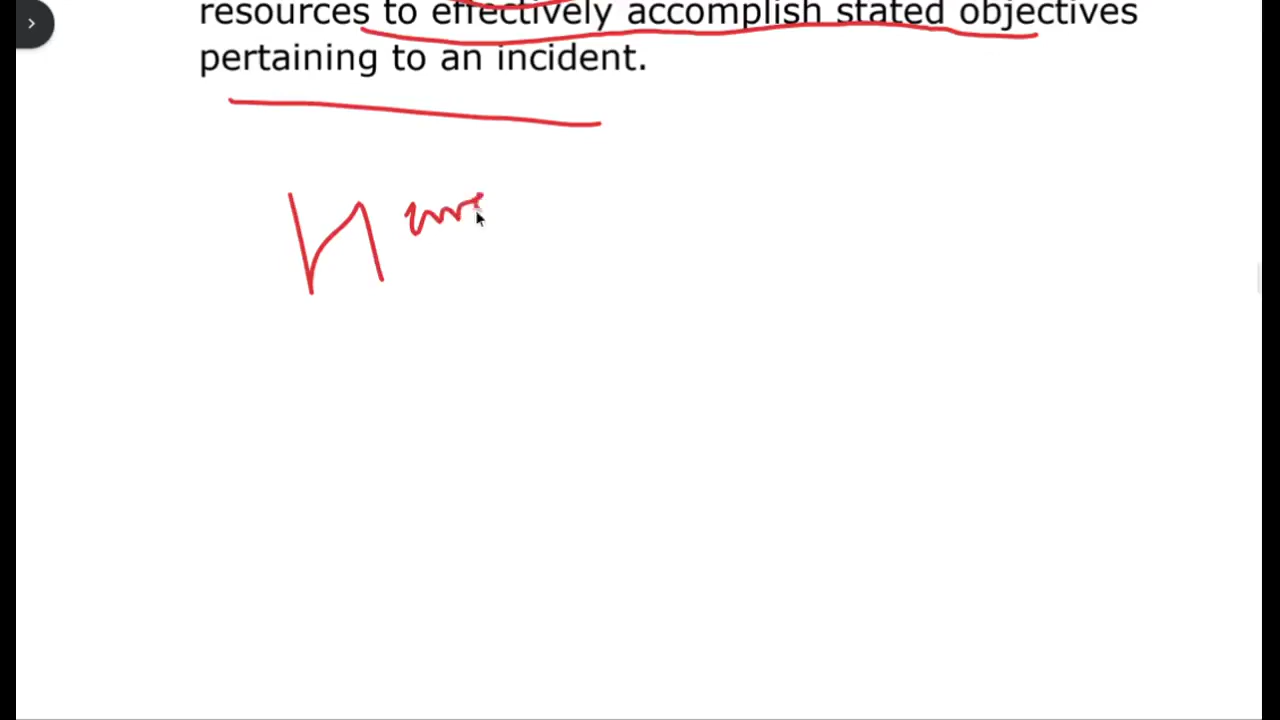 resources to effectively accomplish stated objectives
pertaining to an incident.